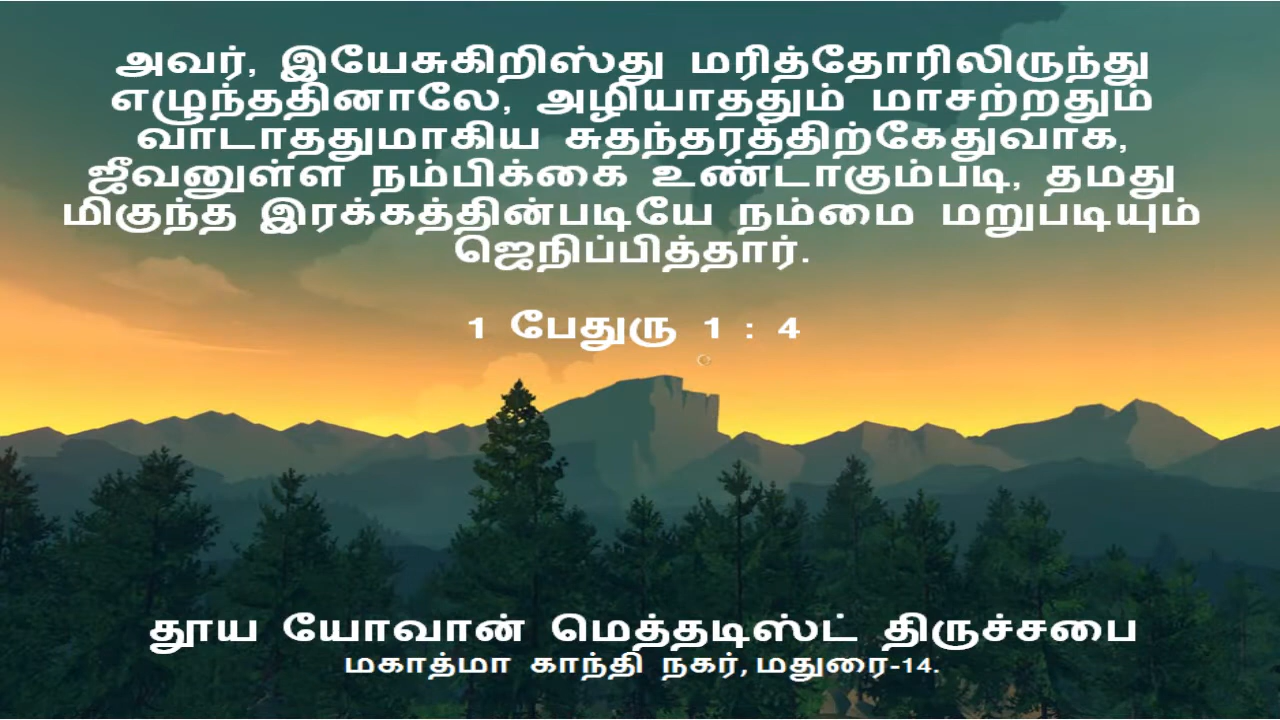 அவர், இயேசுகிறிஸ்து மரித்தோரிலிருந்து
எழுந்ததினாலே, அழியாததும் மாசற்றதும்
வாடாததுமாகிய சுதந்தரத்திற்கேதுவாக,
ஜீவனுள்ள நம்பிக்கை உண்டாகும்படி, தமது
மிகுந்த இரக்கத்தின்படியே நம்மை மறுபடியும்
ஜெநிப்பித்தார்.
1 பேதுரு 1 : 4
தூய யோவான் மெத்தடிஸ்ட் திருச்சபை
மகாத்மா காந்தி நகர், மதுரை-14.